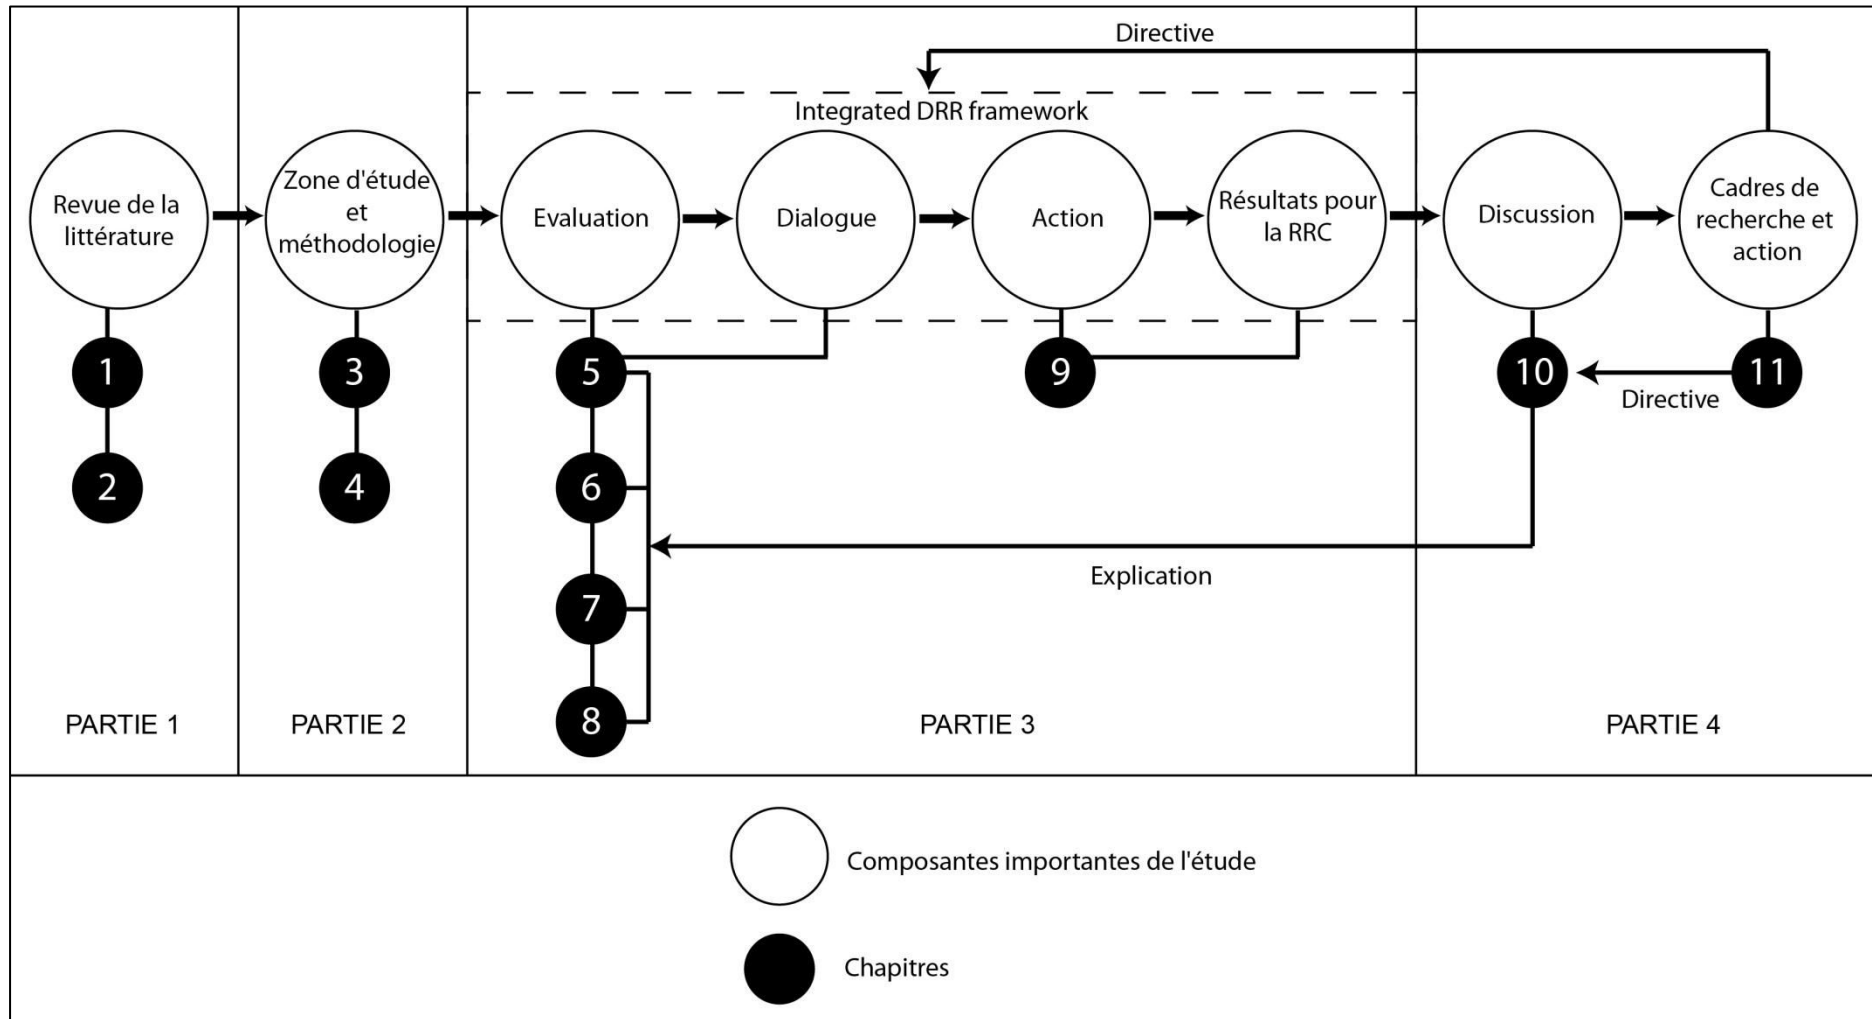 Directive
Integrated DRR framework
Revue de la
littérature
Zone d'étude
et
méthodologie
Evaluation
Dialogue
Action
Résultats pour
la RRC
Discussion
Cadres de
recherche et
action
1
3
5
9
10
11
Directive
2
4
6
Explication
7
8
PARTIE 1
PARTIE 2
PARTIE 3
PARTIE 4
Composantes importantes de l'étude
Chapitres